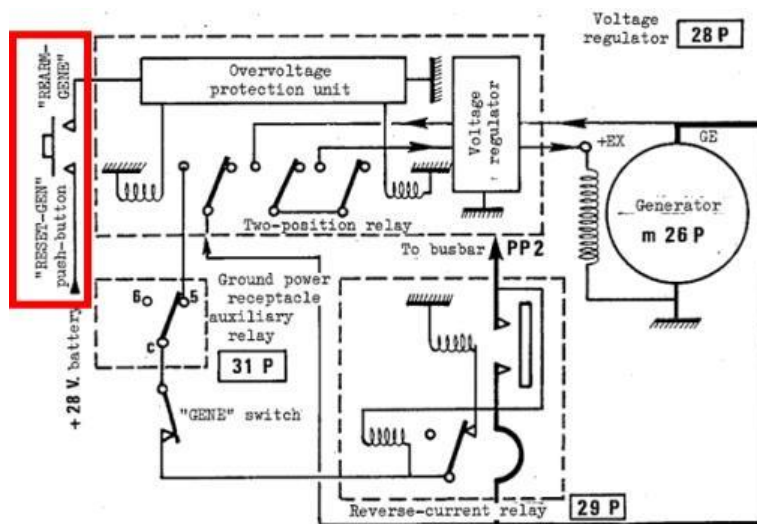 Voltage
regulator 28 P
"REARM-
GENE"
"RESET-GEN"
push-button
+ 28 V. battery
Overvoltage
protection unit
Voltage
regulator
+EX
GE
Generator
m 26 P
Two-position relay
To busbar PP2
Ground power
receptacle
auxiliary
relay
31 P
6
5
c
"GENE" switch
Reverse-current relay
29 P